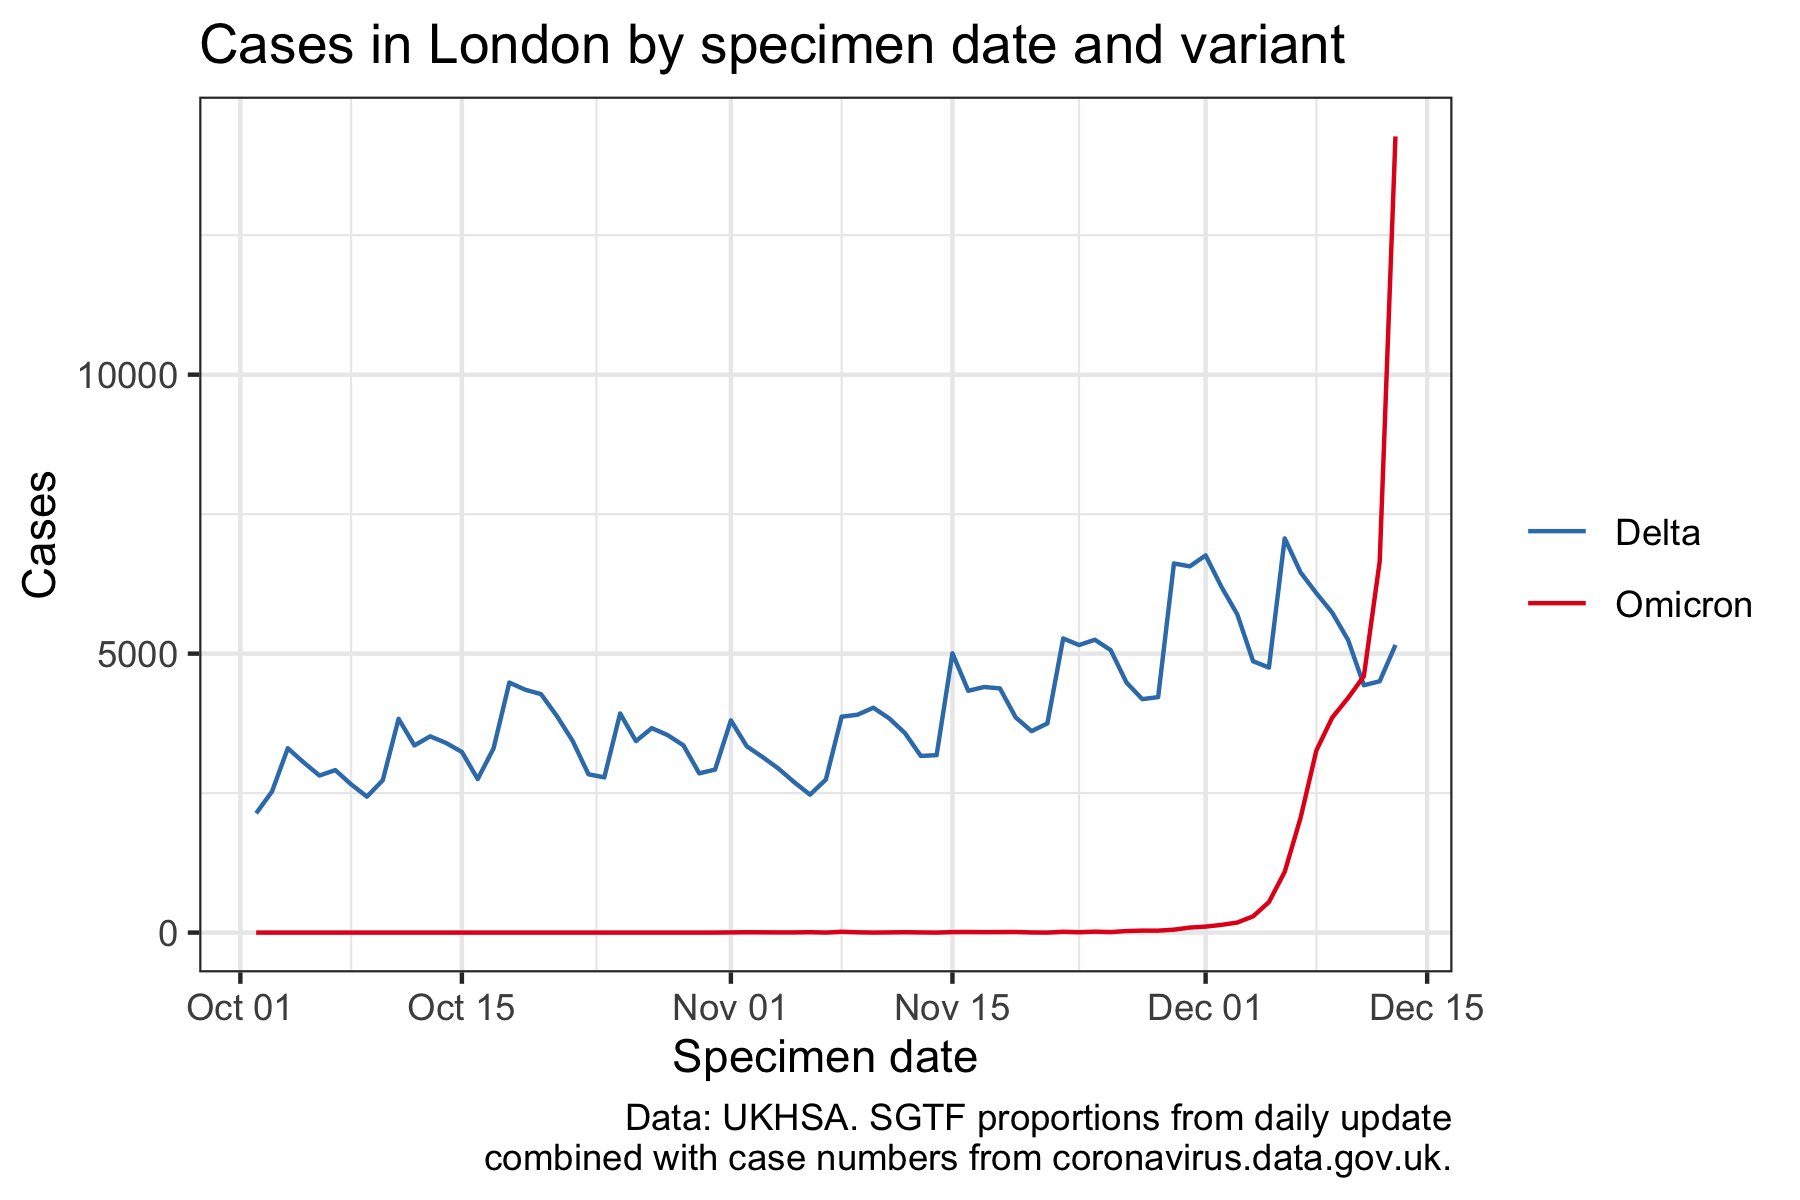 Cases in London by specimen date and variant
Cases
10000
5000
0
Oct 01
Oct 15
Nov 01
Nov 15
Dec 01
Dec 15
Specimen date
Delta
Omicron
Data: UKHSA. SGTF proportions from daily update
combined with case numbers from coronavirus.data.gov.uk.